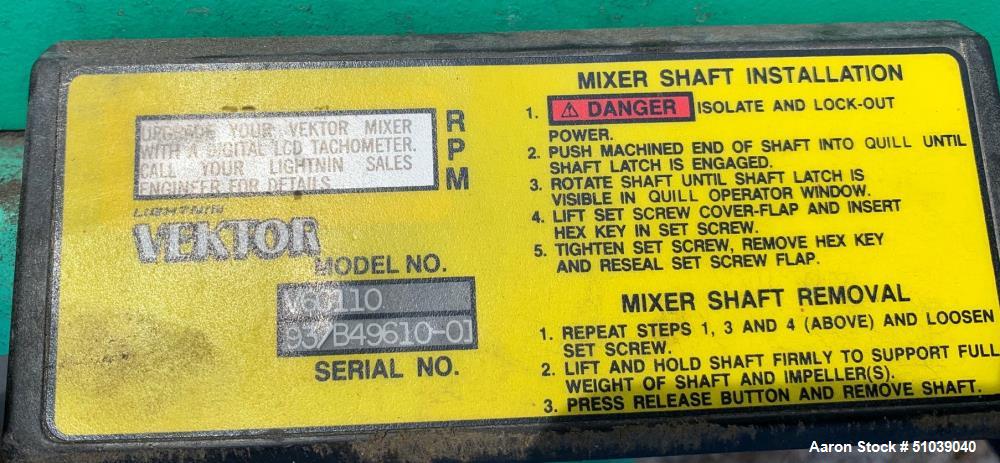 UPGRADE YOUR VEKTOR MIXER
WITH A DIGITAL LCD TACHOMETER.
CALL YOUR LIGHTNIN SALES
ENGINEER FOR DETAILS
RPM
LIGHTNIN
VEKTOR
MODEL NO.
V60110
937B49610-01
SERIAL NO.
MIXER SHAFT INSTALLATION
1. ⚠ DANGER ISOLATE AND LOCK-OUT
POWER.
2. PUSH MACHINED END OF SHAFT INTO QUILL UNTIL
SHAFT LATCH IS ENGAGED.
3. ROTATE SHAFT UNTIL SHAFT LATCH IS
VISIBLE IN QUILL OPERATOR WINDOW.
4. LIFT SET SCREW COVER-FLAP AND INSERT
HEX KEY IN SET SCREW.
5. TIGHTEN SET SCREW, REMOVE HEX KEY
AND RESEAL SET SCREW FLAP.
MIXER SHAFT REMOVAL
1. REPEAT STEPS 1, 3 AND 4 (ABOVE) AND LOOSEN
SET SCREW.
2. LIFT AND HOLD SHAFT FIRMLY TO SUPPORT FULL
WEIGHT OF SHAFT AND IMPELLER(S).
3. PRESS RELEASE BUTTON AND REMOVE SHAFT.
Aaron Stock # 51039040